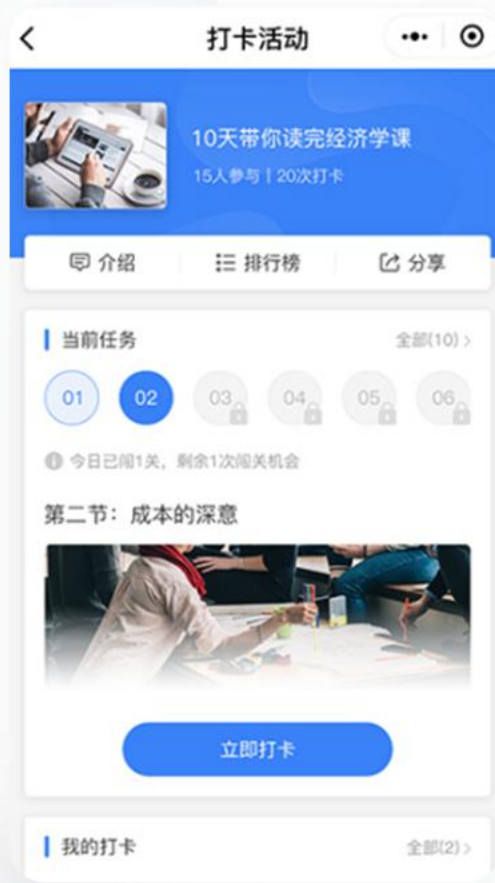 打卡活动
10天带你读完经济学课
15人参与丨20次打卡
介绍 排行榜 分享
当前任务 全部(10) >
01 02 03 04 05 06
今日已闯1关，剩余1次闯关机会
第二节：成本的深意
立即打卡
我的打卡 全部(2) >